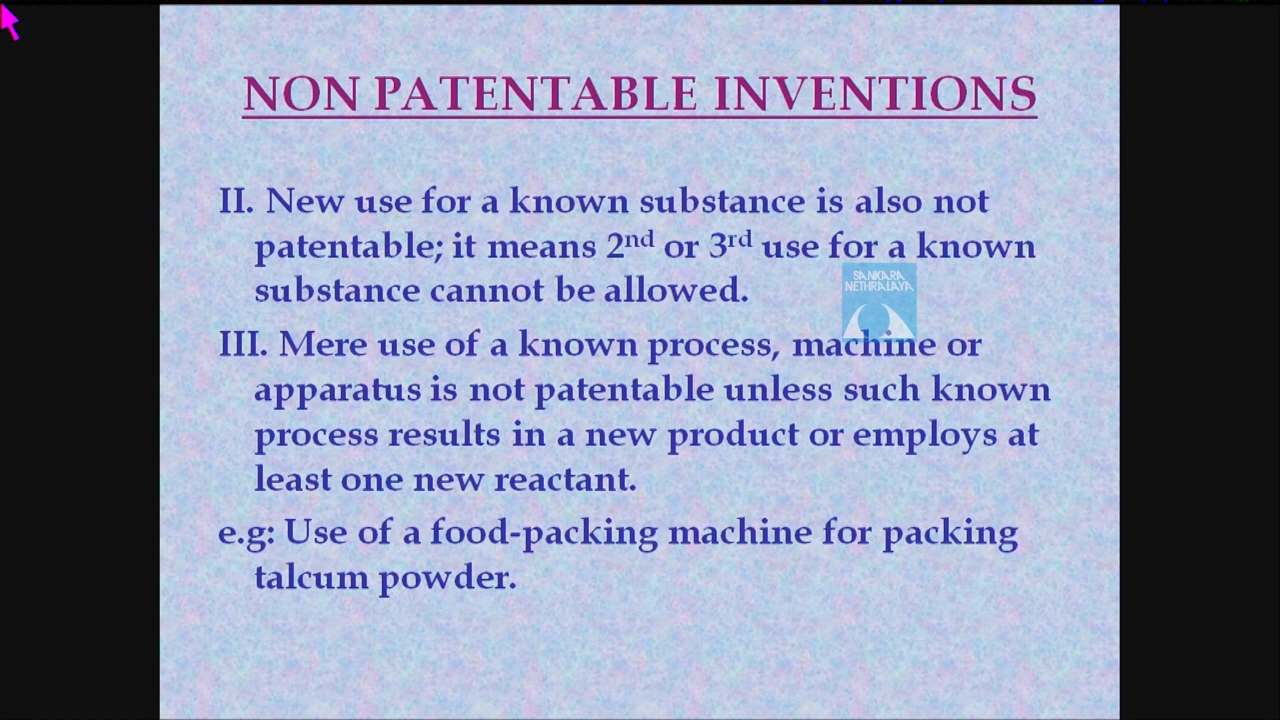 NON PATENTABLE INVENTIONS
II. New use for a known substance is also not
patentable; it means 2nd or 3rd use for a known
substance cannot be allowed.
SANKARA
NETHRALAYA
III. Mere use of a known process, machine or
apparatus is not patentable unless such known
process results in a new product or employs at
least one new reactant.
e.g: Use of a food-packing machine for packing
talcum powder.